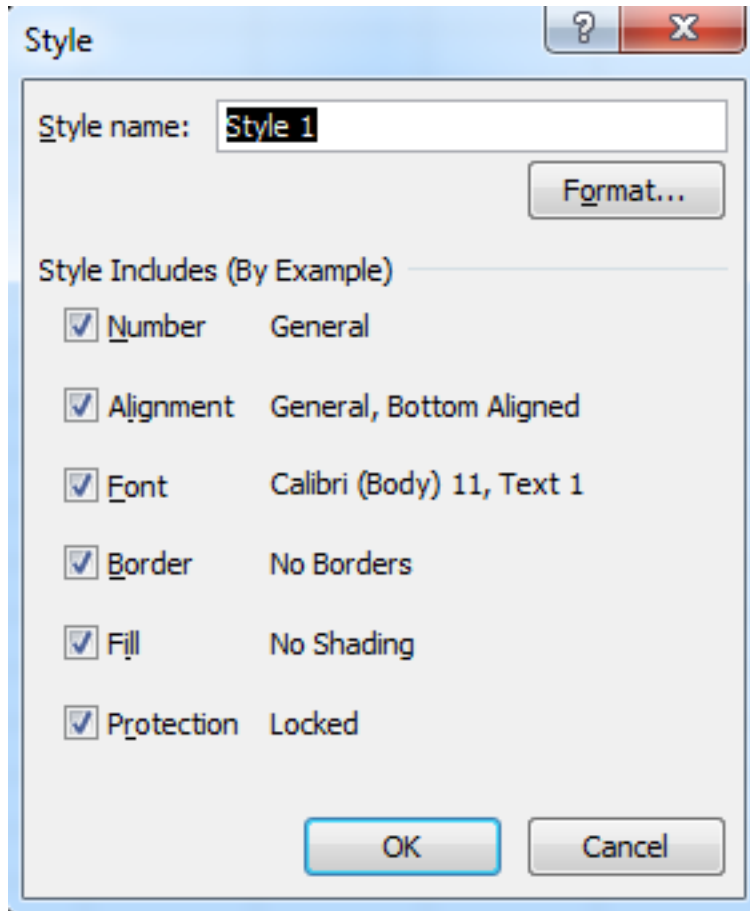 Style
Style name: Style 1
Format...
Style Includes (By Example)
Number General
Alignment General, Bottom Aligned
Font Calibri (Body) 11, Text 1
Border No Borders
Fill No Shading
Protection Locked
OK Cancel